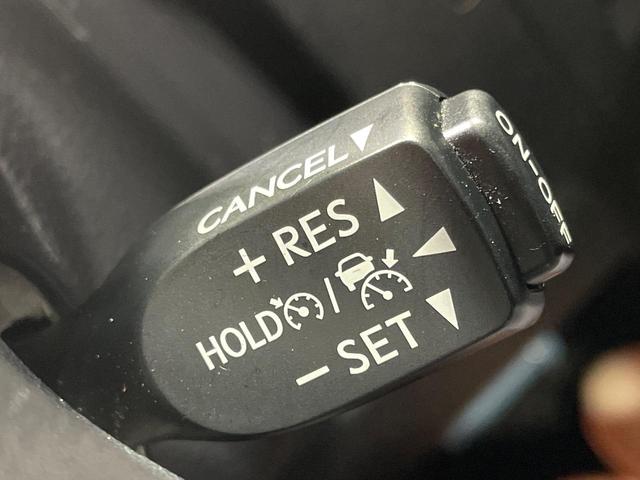 CANCEL▼
+ RES ▲
HOLD / ◀
− SET ▼
ON-OFF